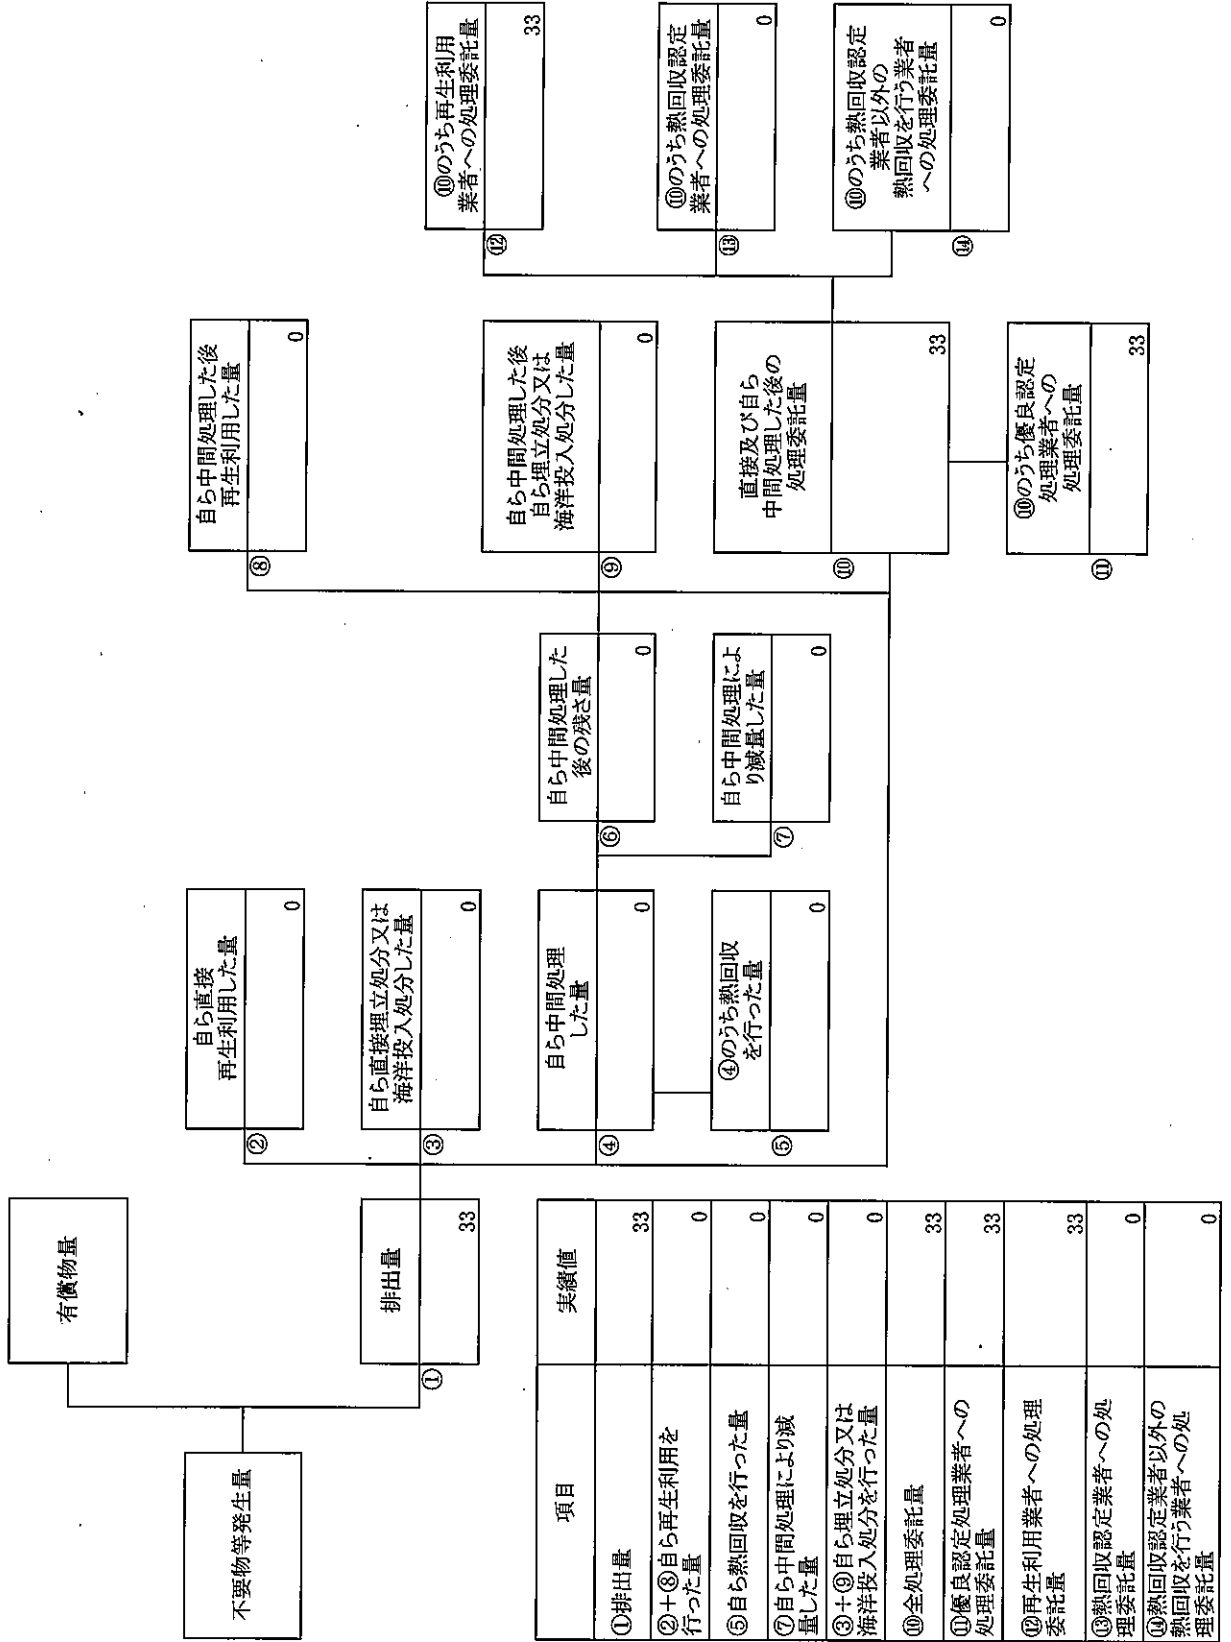 有償物量
不要物等発生量
①
排出量
33
②
自ら直接
再生利用した量
0
③
自ら直接埋立処分又は
海洋投入処分した量
0
④
自ら中間処理
した量
0
⑤
④のうち熱回収
を行った量
0
⑥
自ら中間処理した
後の残さ量
0
⑦
自ら中間処理によ
り減量した量
0
⑧
自ら中間処理した後
再生利用した量
0
⑨
自ら中間処理した後
自ら埋立処分又は
海洋投入処分した量
0
⑩
直接及び自ら
中間処理した後の
処理委託量
33
⑪
⑩のうち優良認定
処理業者への
処理委託量
33
⑫
⑩のうち再生利用
業者への処理委託量
33
⑬
⑩のうち熱回収認定
業者への処理委託量
0
⑭
⑩のうち熱回収認定
業者以外の
熱回収を行う業者
への処理委託量
0
項目 実績値
①排出量 33
②+⑧自ら再生利用を
行った量 0
⑤自ら熱回収を行った量 0
⑦自ら中間処理により減
量した量 0
③+⑨自ら埋立処分又は
海洋投入処分を行った量 0
⑩全処理委託量 33
⑪優良認定処理業者への
処理委託量 33
⑫再生利用業者への処理
委託量 33
⑬熱回収認定業者への処
理委託量 0
⑭熱回収認定業者以外の
熱回収を行う業者への処
理委託量 0